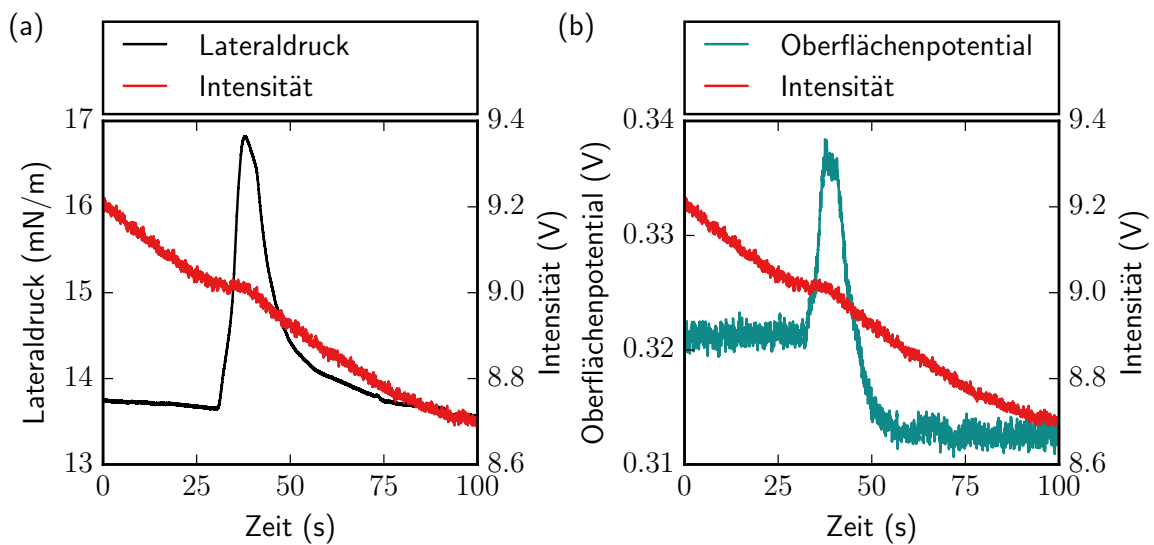 (a)
Lateraldruck
Intensität
17
16
15
14
13
Lateraldruck (mN/m)
9.4
9.2
9.0
8.8
8.6
Intensität (V)
0
25
50
75
100
Zeit (s)
(b)
Oberflächenpotential
Intensität
0.34
0.33
0.32
0.31
Oberflächenpotential (V)
9.4
9.2
9.0
8.8
8.6
Intensität (V)
0
25
50
75
100
Zeit (s)